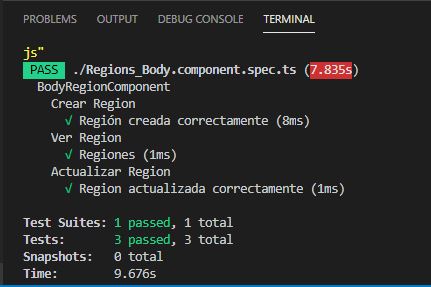 PROBLEMS OUTPUT DEBUG CONSOLE TERMINAL
js"
PASS ./Regions_Body.component.spec.ts (7.835s)
BodyRegionComponent
Crear Region
√ Región creada correctamente (8ms)
Ver Region
√ Regiones (1ms)
Actualizar Region
√ Region actualizada correctamente (1ms)
Test Suites: 1 passed, 1 total
Tests: 3 passed, 3 total
Snapshots: 0 total
Time: 9.676s